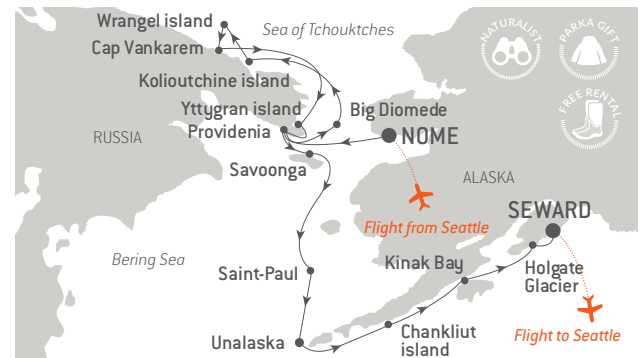 Wrangel island
Sea of Tchouktches
Cap Vankarem
Kolioutchine island
NATURALIST
PARKA GIFT
FREE RENTAL
Yttygran island
Big Diomede
Providenia
NOME
RUSSIA
Savoonga
ALASKA
SEWARD
Flight from Seattle
Bering Sea
Saint-Paul
Kinak Bay
Holgate
Glacier
Unalaska
Chankliut
island
Flight to Seattle